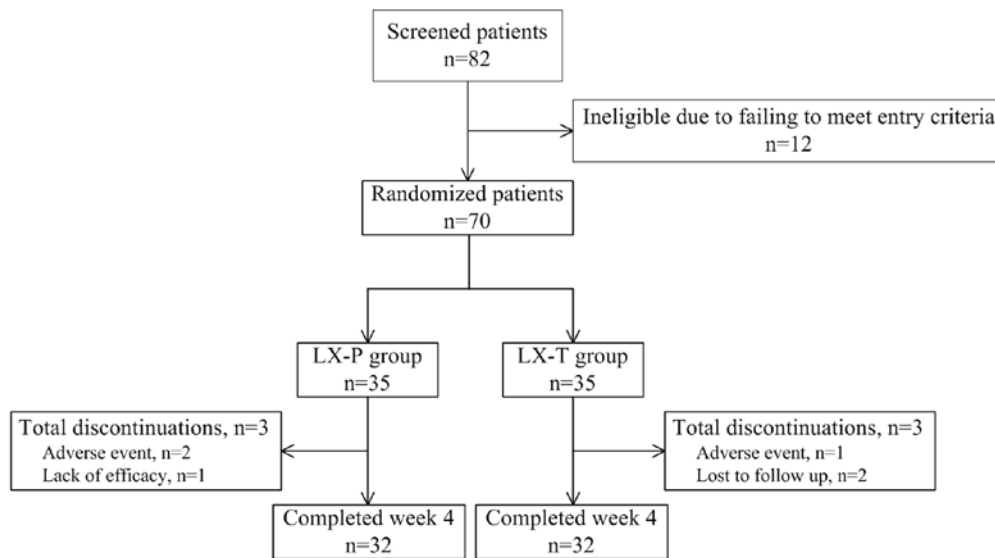 Screened patients
n=82
Ineligible due to failing to meet entry criteria
n=12
Randomized patients
n=70
LX-P group
n=35
LX-T group
n=35
Total discontinuations, n=3
Adverse event, n=2
Lack of efficacy, n=1
Total discontinuations, n=3
Adverse event, n=1
Lost to follow up, n=2
Completed week 4
n=32
Completed week 4
n=32